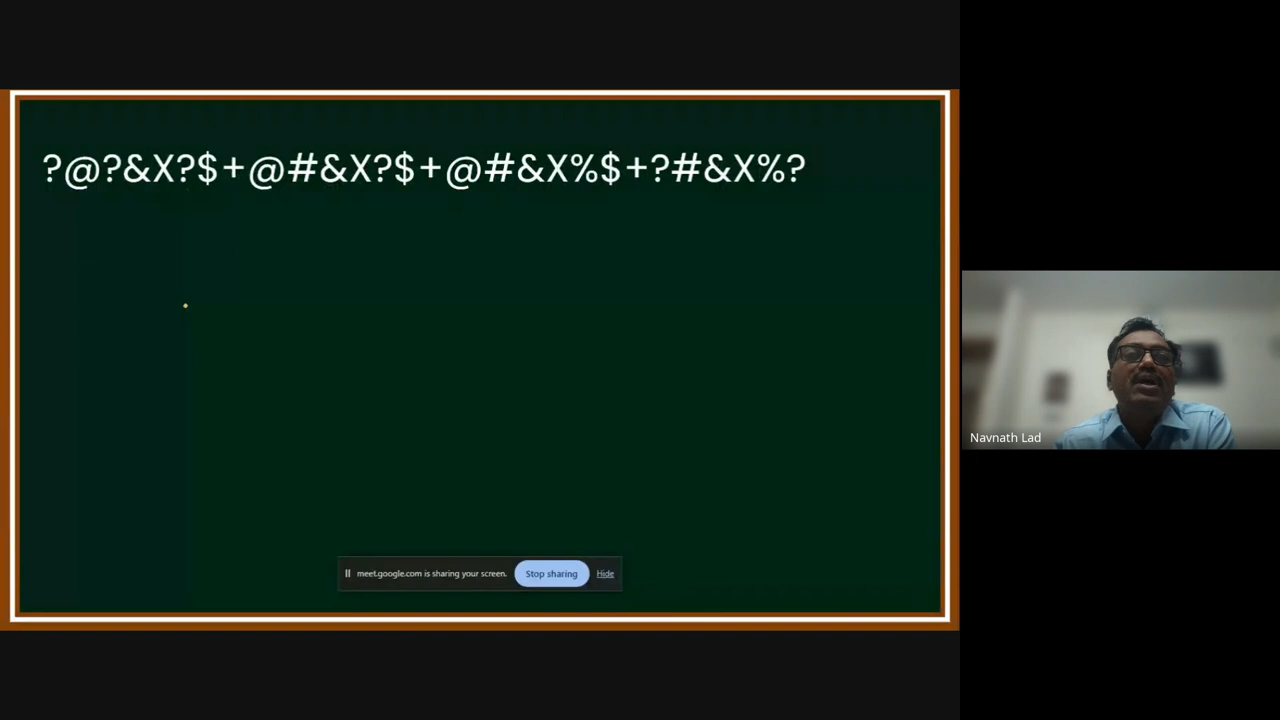 ?@?&X?$+@#&X?$+@#&X%$+?#&X%?
meet.google.com is sharing your screen. Stop sharing Hide
Navnath Lad